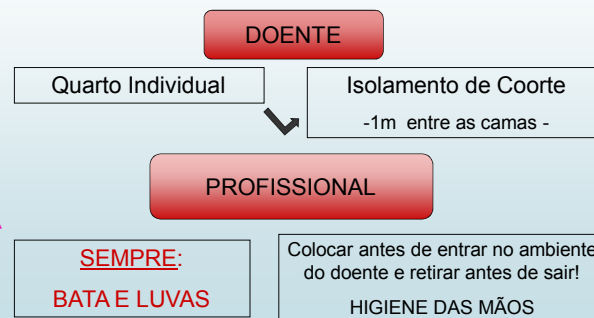 DOENTE
Quarto Individual
Isolamento de Coorte
-1m entre as camas -
PROFISSIONAL
SEMPRE:
BATA E LUVAS
Colocar antes de entrar no ambiente
do doente e retirar antes de sair!
HIGIENE DAS MÃOS